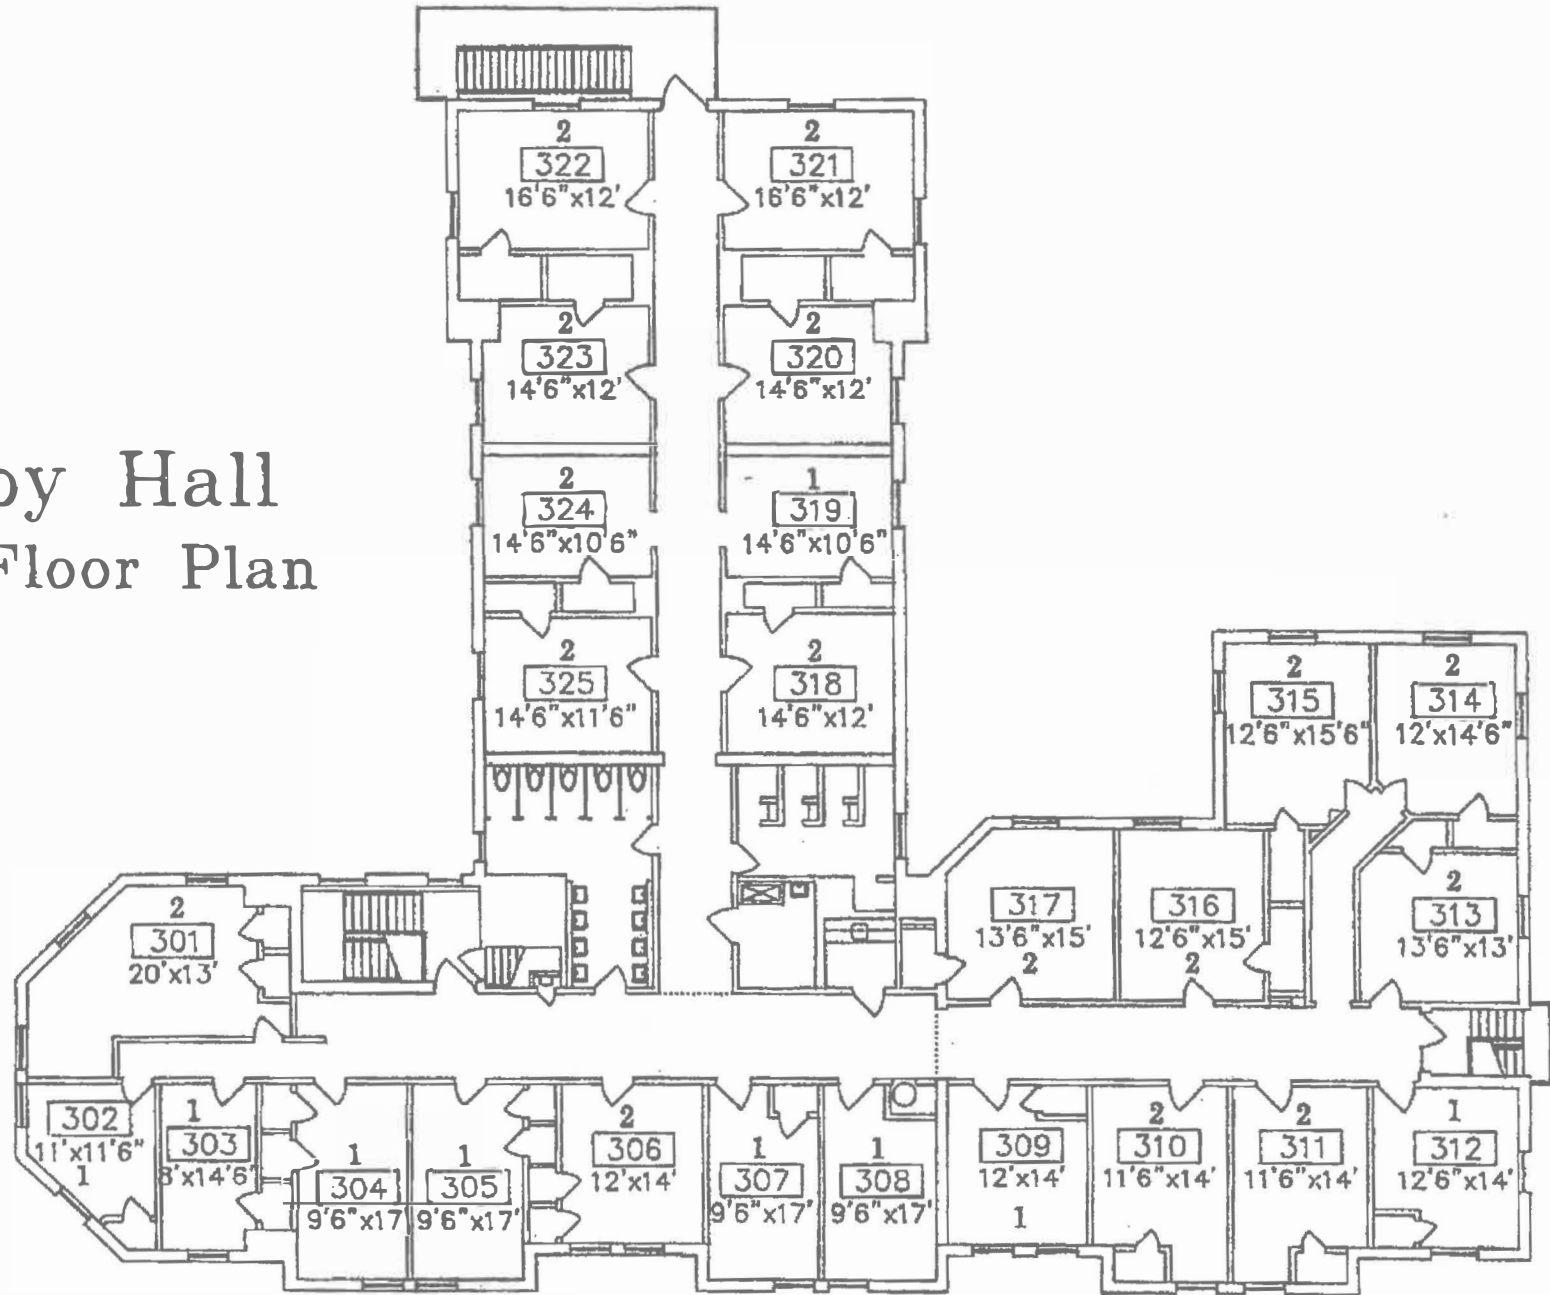 2
322
16'6"x12'
2
321
16'6"x12'
2
323
14'6"x12'
2
320
14'6"x12'
by Hall
Floor Plan
2
324
14'6"x10'6"
1
319
14'6"x10'6"
2
325
14'6"x11'6"
2
318
14'6"x12'
2
315
12'6"x15'6"
2
314
12'x14'6"
2
301
20'x13'
317
13'6"x15'
2
316
12'6"x15'
2
2
313
13'6"x13'
302
11'x11'6"
1
1
303
8'x14'6"
1
304
9'6"x17'
1
305
9'6"x17'
2
306
12'x14'
1
307
9'6"x17'
1
308
9'6"x17'
309
12'x14'
1
2
310
11'6"x14'
2
311
11'6"x14'
1
312
12'6"x14'